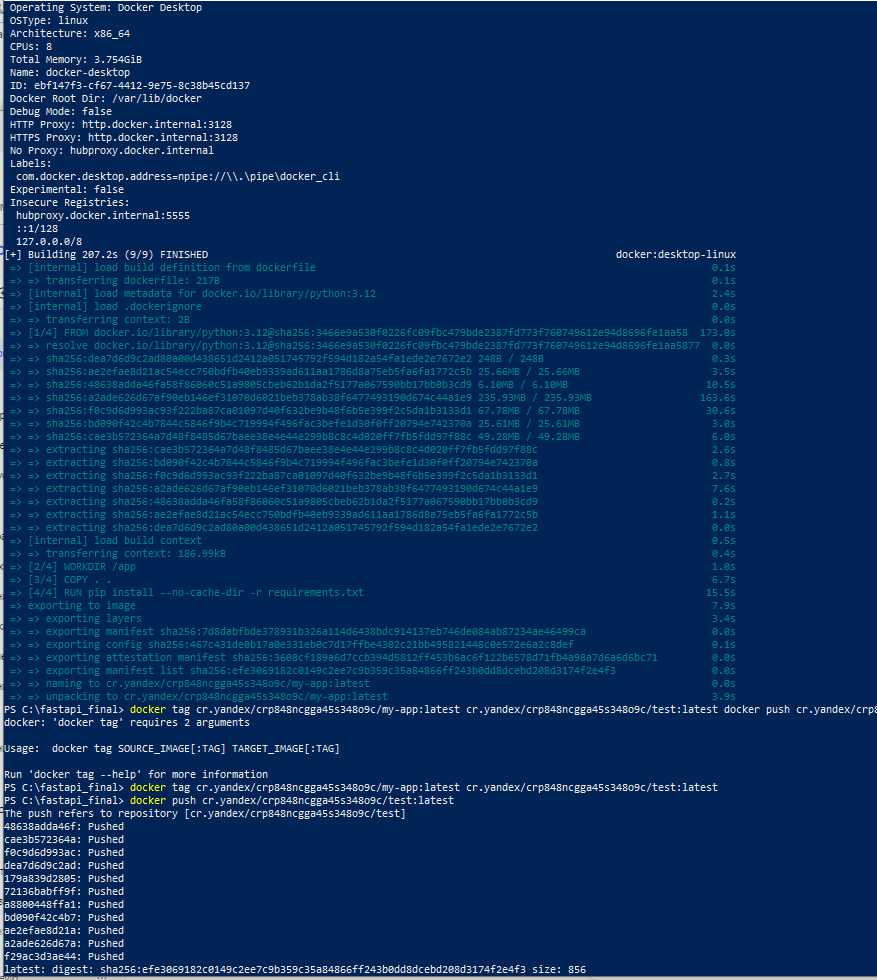 Operating System: Docker Desktop
OSType: linux
Architecture: x86_64
CPUs: 8
Total Memory: 3.754GiB
Name: docker-desktop
ID: ebf147f3-cf67-4412-9e75-8c38b45cd137
Docker Root Dir: /var/lib/docker
Debug Mode: false
HTTP Proxy: http.docker.internal:3128
HTTPS Proxy: http.docker.internal:3128
No Proxy: hubproxy.docker.internal
Labels:
com.docker.desktop.address=npipe://\\.\pipe\docker_cli
Experimental: false
Insecure Registries:
hubproxy.docker.internal:5555
::1/128
127.0.0.0/8
[+] Building 207.2s (9/9) FINISHED docker:desktop-linux
=> [internal] load build definition from dockerfile 0.1s
=> => transferring dockerfile: 217B 0.1s
=> [internal] load metadata for docker.io/library/python:3.12 2.4s
=> [internal] load .dockerignore 0.0s
=> => transferring context: 2B 0.0s
=> [1/4] FROM docker.io/library/python:3.12@sha256:3466e9a530f0226fc09fbc479bde2387fd773f760749612e94d8696fe1aa58 173.0s
=> => resolve docker.io/library/python:3.12@sha256:3466e9a530f0226fc09fbc479bde2387fd773f760749612e94d8696fe1aa5877 0.0s
=> => sha256:dea7d6d9c2ad80a00d438651d2412a051745792f594d182a54fa1ede2e7672e2 248B / 248B 0.3s
=> => sha256:ae2efae8d21ac54ecc750bdfb40eb9339ad611aa1786d8a75eb5fa6fa1772c5b 25.66MB / 25.66MB 3.5s
=> => sha256:48638adda46fa58f86060c51a9805cbeb62b1da2f5177a067590bb17bb0b3cd9 6.10MB / 6.10MB 10.5s
=> => sha256:a2ade626d67af90eb146ef31070d6021beb378ab38f6477493190d674c44a1e9 235.93MB / 235.93MB 163.6s
=> => sha256:f0c9d6d993ac93f222ba87ca01097d40f632be9b48f6b5e399f2c5da1b3133d1 67.78MB / 67.78MB 30.6s
=> => sha256:bd090f42c4b7844c5846f9b4c719994f496fac3befe1d30f0ff20794e742370a 25.61MB / 25.61MB 3.0s
=> => sha256:cae3b572364a7d48f8485d67baee38e4e44e299b8c8c4d020ff7fb5fdd97f88c 49.28MB / 49.28MB 6.0s
=> => extracting sha256:cae3b572364a7d48f8485d67baee38e4e44e299b8c8c4d020ff7fb5fdd97f88c 2.6s
=> => extracting sha256:bd090f42c4b7844c5846f9b4c719994f496fac3befe1d30f0ff20794e742370a 0.8s
=> => extracting sha256:f0c9d6d993ac93f222ba87ca01097d40f632be9b48f6b5e399f2c5da1b3133d1 2.7s
=> => extracting sha256:a2ade626d67af90eb146ef31070d6021beb378ab38f6477493190d674c44a1e9 7.6s
=> => extracting sha256:48638adda46fa58f86060c51a9805cbeb62b1da2f5177a067590bb17bb0b3cd9 0.2s
=> => extracting sha256:ae2efae8d21ac54ecc750bdfb40eb9339ad611aa1786d8a75eb5fa6fa1772c5b 1.1s
=> => extracting sha256:dea7d6d9c2ad80a00d438651d2412a051745792f594d182a54fa1ede2e7672e2 0.0s
=> [internal] load build context 0.5s
=> => transferring context: 186.99kB 0.4s
=> [2/4] WORKDIR /app 1.0s
=> [3/4] COPY . . 6.7s
=> [4/4] RUN pip install --no-cache-dir -r requirements.txt 15.5s
=> exporting to image 7.9s
=> => exporting layers 3.4s
=> => exporting manifest sha256:7d8dabfbde378931b326a114d6438bdc914137eb746de084ab87234ae46499ca 0.0s
=> => exporting config sha256:467c431de0b17a0e331eb0c7d17ffbe4302c21bb495821448c0e572e6a2c8def 0.1s
=> => exporting attestation manifest sha256:3608cf189a6d7ccb394d5812ff453b6ac6f122b6578d71fb4a98a7d6a6d6bc71 0.0s
=> => exporting manifest list sha256:efe3069182c0149c2ee7c9b359c35a84866ff243b0dd8dcebd208d3174f2e4f3 0.0s
=> => naming to cr.yandex/crp848ncgga45s348o9c/my-app:latest 0.0s
=> => unpacking to cr.yandex/crp848ncgga45s348o9c/my-app:latest 3.9s
PS C:\fastapi_final> docker tag cr.yandex/crp848ncgga45s348o9c/my-app:latest cr.yandex/crp848ncgga45s348o9c/test:latest docker push cr.yandex/crp8
docker: 'docker tag' requires 2 arguments
Usage: docker tag SOURCE_IMAGE[:TAG] TARGET_IMAGE[:TAG]
Run 'docker tag --help' for more information
PS C:\fastapi_final> docker tag cr.yandex/crp848ncgga45s348o9c/my-app:latest cr.yandex/crp848ncgga45s348o9c/test:latest
PS C:\fastapi_final> docker push cr.yandex/crp848ncgga45s348o9c/test:latest
The push refers to repository [cr.yandex/crp848ncgga45s348o9c/test]
48638adda46f: Pushed
cae3b572364a: Pushed
f0c9d6d993ac: Pushed
dea7d6d9c2ad: Pushed
179a839d2805: Pushed
72136babff9f: Pushed
a8800448ffa1: Pushed
bd090f42c4b7: Pushed
ae2efae8d21a: Pushed
a2ade626d67a: Pushed
f29ac3d3ae44: Pushed
latest: digest: sha256:efe3069182c0149c2ee7c9b359c35a84866ff243b0dd8dcebd208d3174f2e4f3 size: 856